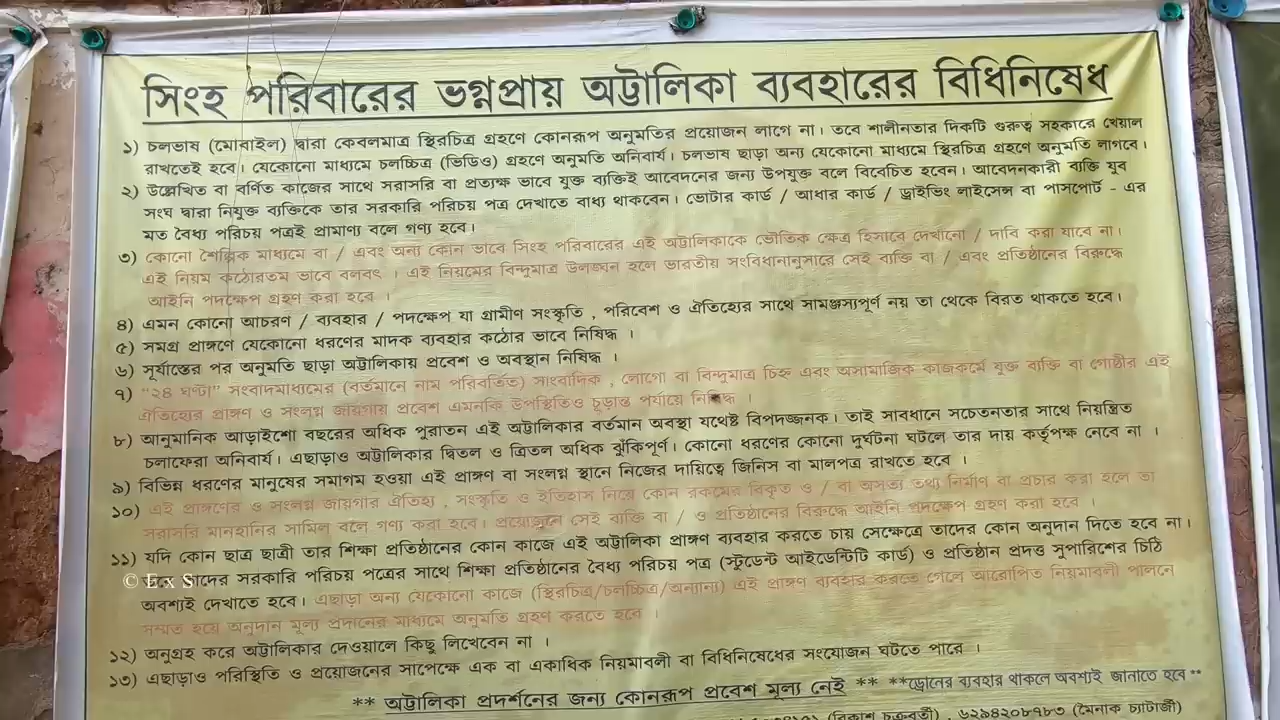 সিংহ পরিবারের ভগ্নপ্রায় অট্টালিকা ব্যবহারের বিধিনিষেধ
১) চলভাষ (মোবাইল) দ্বারা কেবলমাত্র স্থিরচিত্র গ্রহণে কোনরূপ অনুমতির প্রয়োজন লাগে না। তবে শালীনতার দিকটি গুরুত্ব সহকারে খেয়াল
রাখতেই হবে। যেকোনো মাধ্যমে চলচ্চিত্র (ভিডিও) গ্রহণে অনুমতি অনিবার্য। চলভাষ ছাড়া অন্য যেকোনো মাধ্যমে স্থিরচিত্র গ্রহণে অনুমতি লাগবে।
২) উল্লেখিত বা বর্ণিত কাজের সাথে সরাসরি বা প্রত্যক্ষ ভাবে যুক্ত ব্যক্তিই আবেদনের জন্য উপযুক্ত বলে বিবেচিত হবেন। আবেদনকারী ব্যক্তি যুব
সংঘ দ্বারা নিযুক্ত ব্যক্তিকে তার সরকারি পরিচয় পত্র দেখাতে বাধ্য থাকবেন। ভোটার কার্ড / আধার কার্ড / ড্রাইভিং লাইসেন্স বা পাসপোর্ট - এর
মত বৈধ্য পরিচয় পত্রই প্রামাণ্য বলে গণ্য হবে।
৩) কোনো শৈল্পিক মাধ্যমে বা / এবং অন্য কোন ভাবে সিংহ পরিবারের এই অট্টালিকাকে ভৌতিক ক্ষেত্র হিসাবে দেখানো / দাবি করা যাবে না।
এই নিয়ম কঠোরতম ভাবে বলবৎ । এই নিয়মের বিন্দুমাত্র উলঙ্ঘন হলে ভারতীয় সংবিধানানুসারে সেই ব্যক্তি বা / এবং প্রতিষ্ঠানের বিরুদ্ধে
আইনি পদক্ষেপ গ্রহণ করা হবে ।
৪) এমন কোনো আচরণ / ব্যবহার / পদক্ষেপ যা গ্রামীণ সংস্কৃতি , পরিবেশ ও ঐতিহ্যের সাথে সামঞ্জস্যপূর্ণ নয় তা থেকে বিরত থাকতে হবে।
৫) সমগ্র প্রাঙ্গণে যেকোনো ধরণের মাদক ব্যবহার কঠোর ভাবে নিষিদ্ধ ।
৬) সূর্যাস্তের পর অনুমতি ছাড়া অট্টালিকায় প্রবেশ ও অবস্থান নিষিদ্ধ ।
৭) "২৪ ঘণ্টা" সংবাদমাধ্যমের (বর্তমানে নাম পরিবর্তিত) সাংবাদিক , লোগো বা বিন্দুমাত্র চিহ্ন এবং অসামাজিক কাজকর্মে যুক্ত ব্যক্তি বা গোষ্ঠীর এই
ঐতিহ্যের প্রাঙ্গণ ও সংলগ্ন জায়গায় প্রবেশ এমনকি উপস্থিতিও চূড়ান্ত পর্যায়ে নিষিদ্ধ ।
৮) আনুমানিক আড়াইশো বছরের অধিক পুরাতন এই অট্টালিকার বর্তমান অবস্থা যথেষ্ট বিপদজ্জনক। তাই সাবধানে সচেতনতার সাথে নিয়ন্ত্রিত
চলাফেরা অনিবার্য। এছাড়াও অট্টালিকার দ্বিতল ও ত্রিতল অধিক ঝুঁকিপূর্ণ। কোনো ধরণের কোনো দুর্ঘটনা ঘটলে তার দায় কর্তৃপক্ষ নেবে না ।
৯) বিভিন্ন ধরণের মানুষের সমাগম হওয়া এই প্রাঙ্গণ বা সংলগ্ন স্থানে নিজের দায়িত্বে জিনিস বা মালপত্র রাখতে হবে ।
১০) এই প্রাঙ্গণের ও সংলগ্ন জায়গার ঐতিহ্য , সংস্কৃতি ও ইতিহাস নিয়ে কোন রকমের বিকৃত ও / বা অসত্য তথ্য নির্মাণ বা প্রচার করা হলে তা
সরাসরি মানহানির সামিল বলে গণ্য করা হবে। প্রয়োজনে সেই ব্যক্তি বা / ও প্রতিষ্ঠানের বিরুদ্ধে আইনি পদক্ষেপ গ্রহণ করা হবে ।
১১) যদি কোন ছাত্র ছাত্রী তার শিক্ষা প্রতিষ্ঠানের কোন কাজে এই অট্টালিকা প্রাঙ্গণ ব্যবহার করতে চায় সেক্ষেত্রে তাদের কোন অনুদান দিতে হবে না।
তবে তাদের সরকারি পরিচয় পত্রের সাথে শিক্ষা প্রতিষ্ঠানের বৈধ্য পরিচয় পত্র (স্টুডেন্ট আইডেন্টিটি কার্ড) ও প্রতিষ্ঠান প্রদত্ত সুপারিশের চিঠি
অবশ্যই দেখাতে হবে। এছাড়া অন্য যেকোনো কাজে (স্থিরচিত্র/চলচ্চিত্র/অন্যান্য) এই প্রাঙ্গণ ব্যবহার করতে গেলে আরোপিত নিয়মাবলী পালনে
সম্মত হয়ে অনুদান মূল্য প্রদানের মাধ্যমে অনুমতি গ্রহণ করতে হবে ।
১২) অনুগ্রহ করে অট্টালিকার দেওয়ালে কিছু লিখেবেন না ।
১৩) এছাড়াও পরিস্থিতি ও প্রয়োজনের সাপেক্ষে এক বা একাধিক নিয়মাবলী বা বিধিনিষেধের সংযোজন ঘটতে পারে ।
** অট্টালিকা প্রদর্শনের জন্য কোনরূপ প্রবেশ মূল্য নেই ** **ড্রোনের ব্যবহার থাকলে অবশ্যই জানাতে হবে **
(বিকাশ চক্রবর্তী) , ৬২৯৪২০৮৭৮৩ (মৈনাক চ্যাটার্জী)
© Ex S